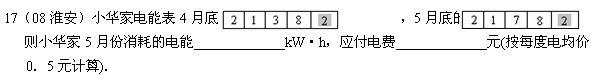 17（08淮安）小华家电能表4月底 2 1 3 8 2 ，5月底的 2 1 7 8 2
则小华家5月份消耗的电能____________kW·h，应付电费____________元(按每度电均价
0．5元计算).